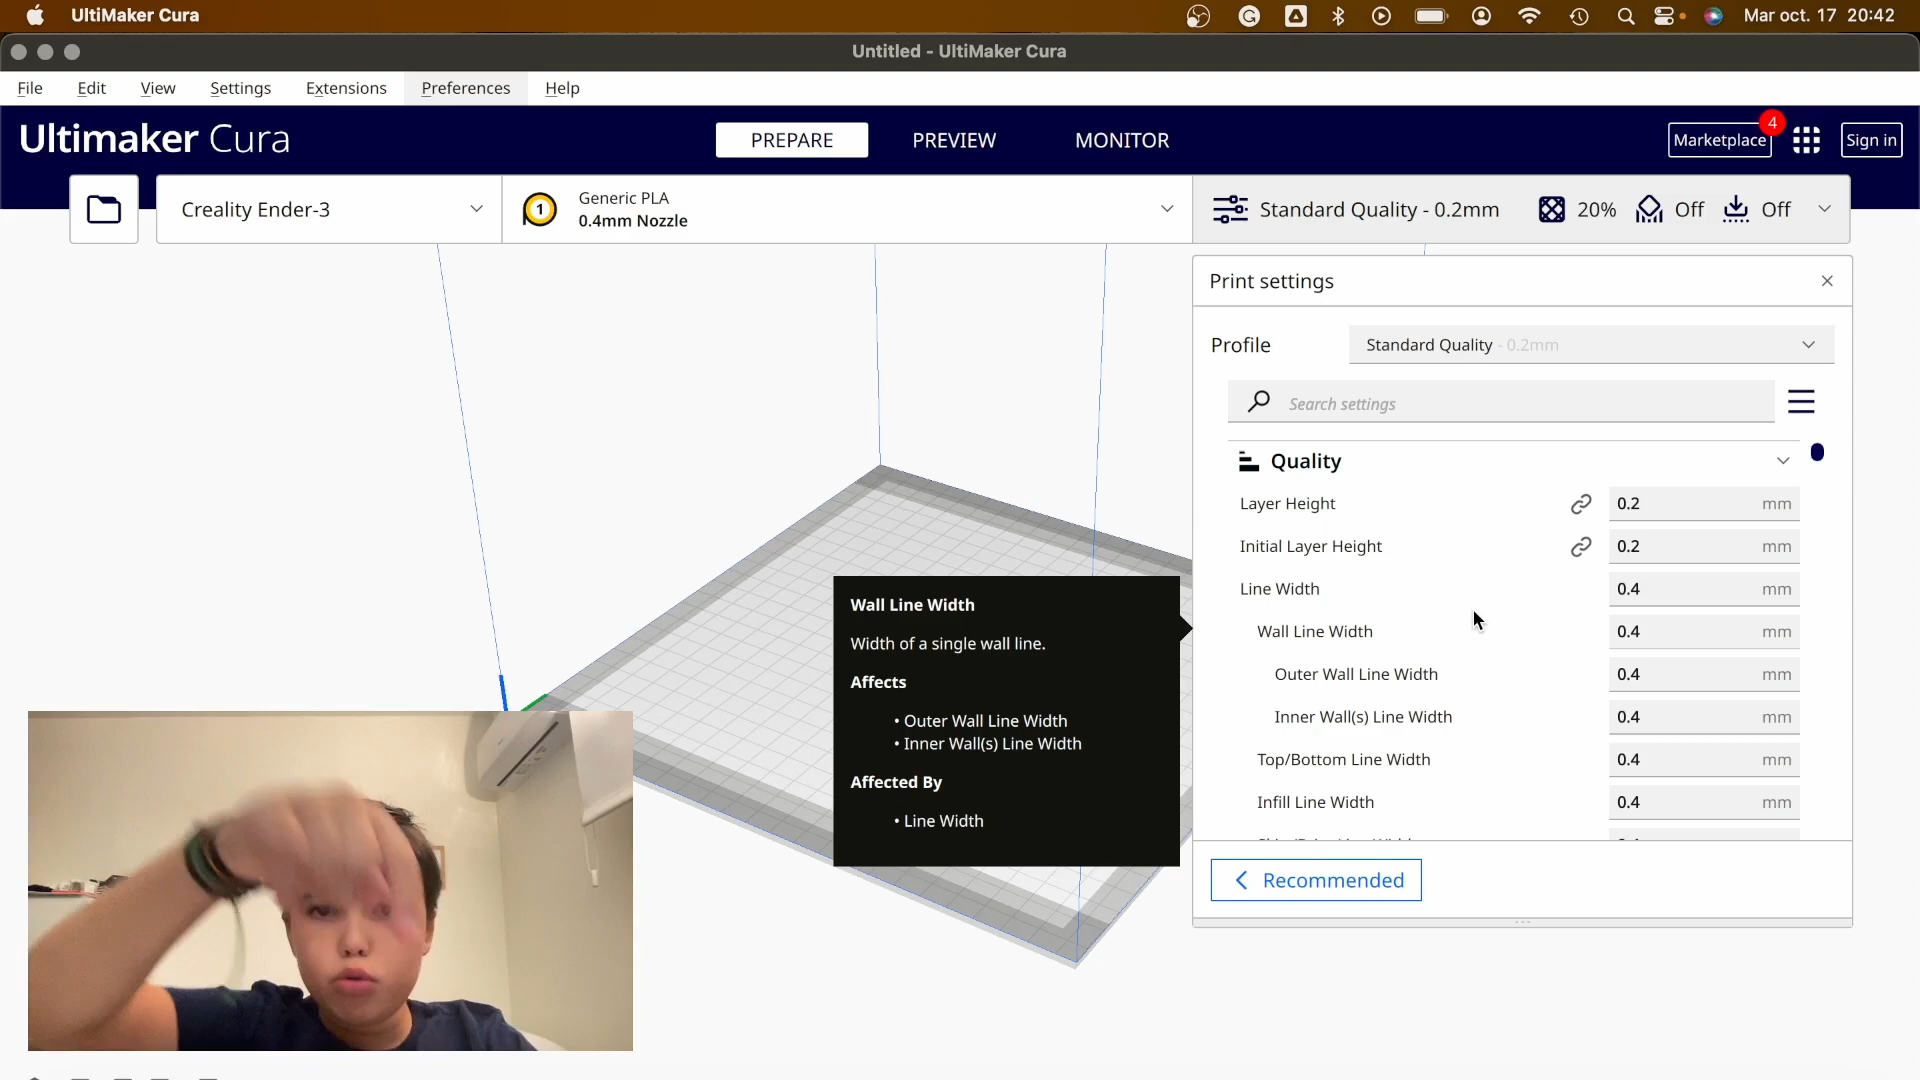 UltiMaker Cura
Mar oct. 17 20:42
Untitled - UltiMaker Cura
File Edit View Settings Extensions Preferences Help
Ultimaker Cura
PREPARE PREVIEW MONITOR
Marketplace 4 Sign in
Creality Ender-3
1
Generic PLA
0.4mm Nozzle
Standard Quality - 0.2mm 20% Off Off
Print settings
Profile Standard Quality - 0.2mm
Search settings
Quality
Layer Height 0.2 mm
Initial Layer Height 0.2 mm
Line Width 0.4 mm
Wall Line Width 0.4 mm
Outer Wall Line Width 0.4 mm
Inner Wall(s) Line Width 0.4 mm
Top/Bottom Line Width 0.4 mm
Infill Line Width 0.4 mm
Recommended
Wall Line Width
Width of a single wall line.
Affects
• Outer Wall Line Width
• Inner Wall(s) Line Width
Affected By
• Line Width